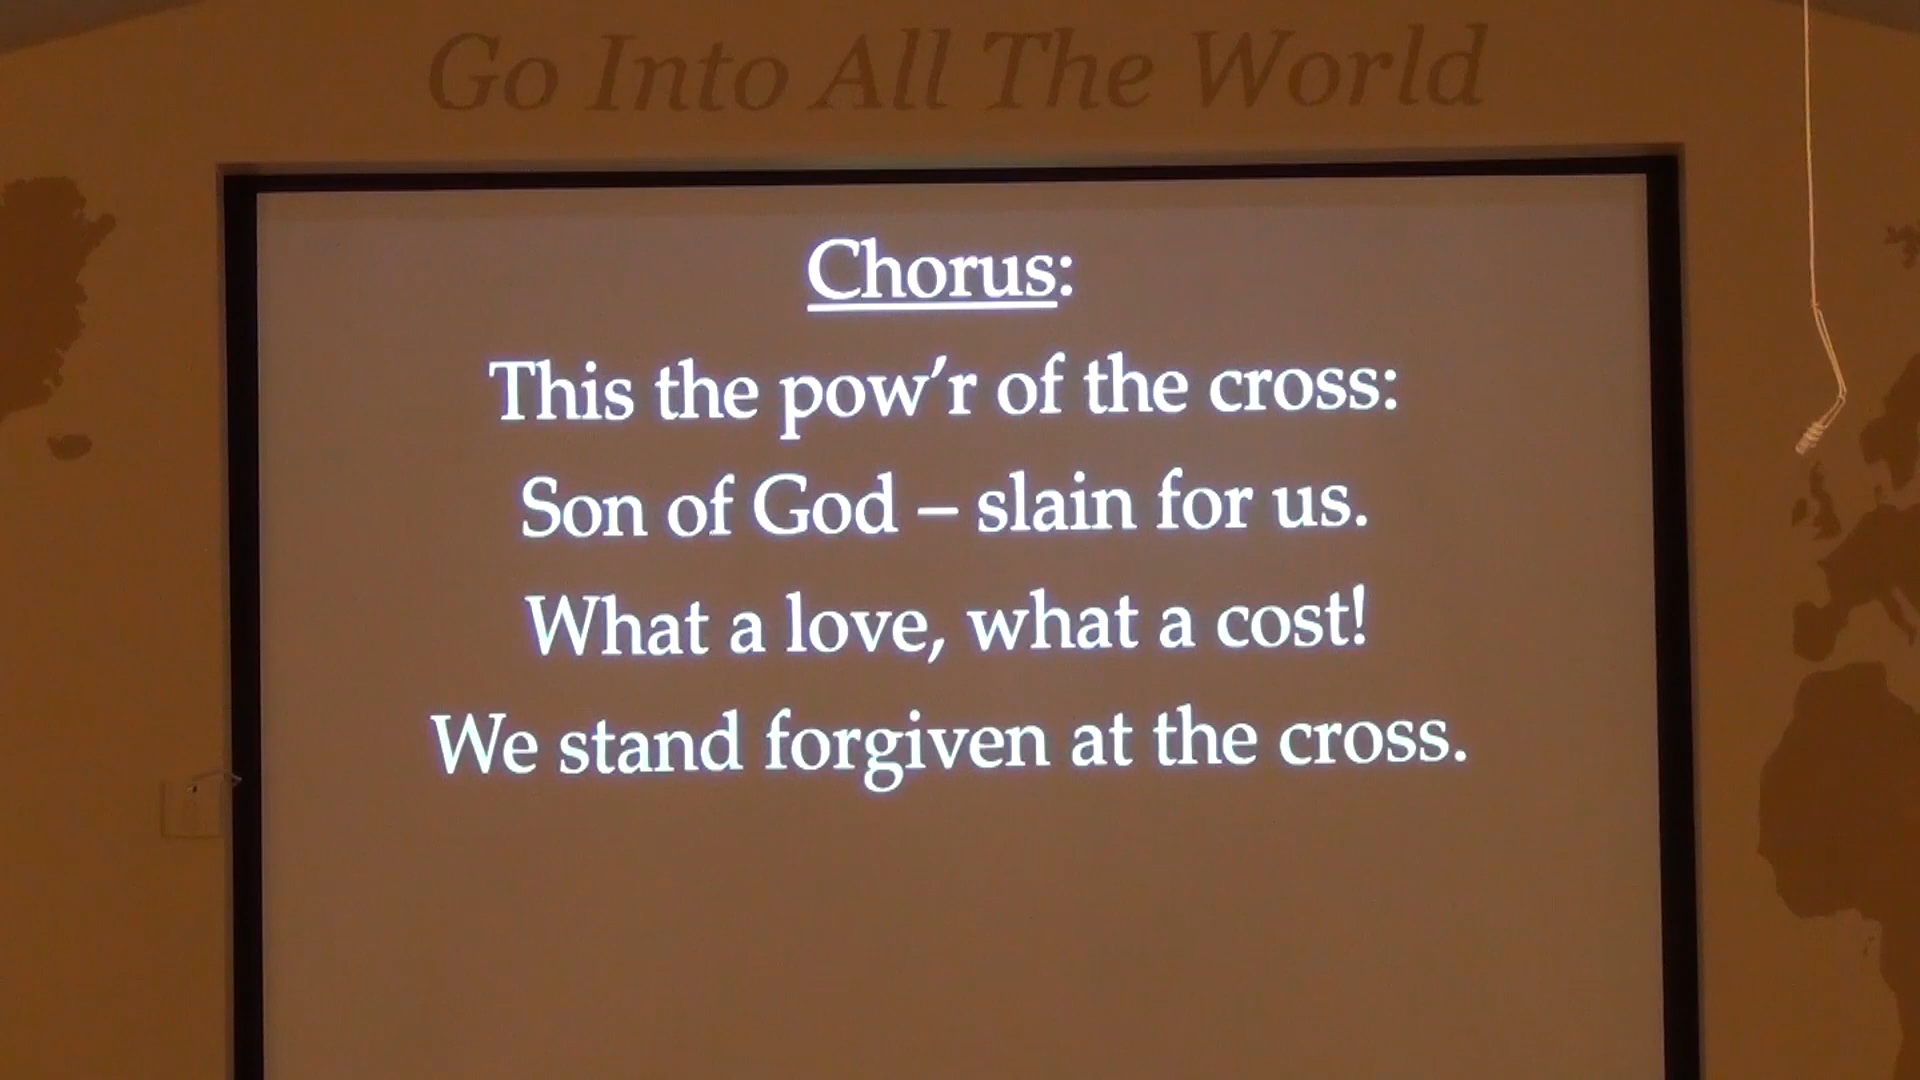 Go Into All The World
Chorus:
This the pow’r of the cross:
Son of God – slain for us.
What a love, what a cost!
We stand forgiven at the cross.